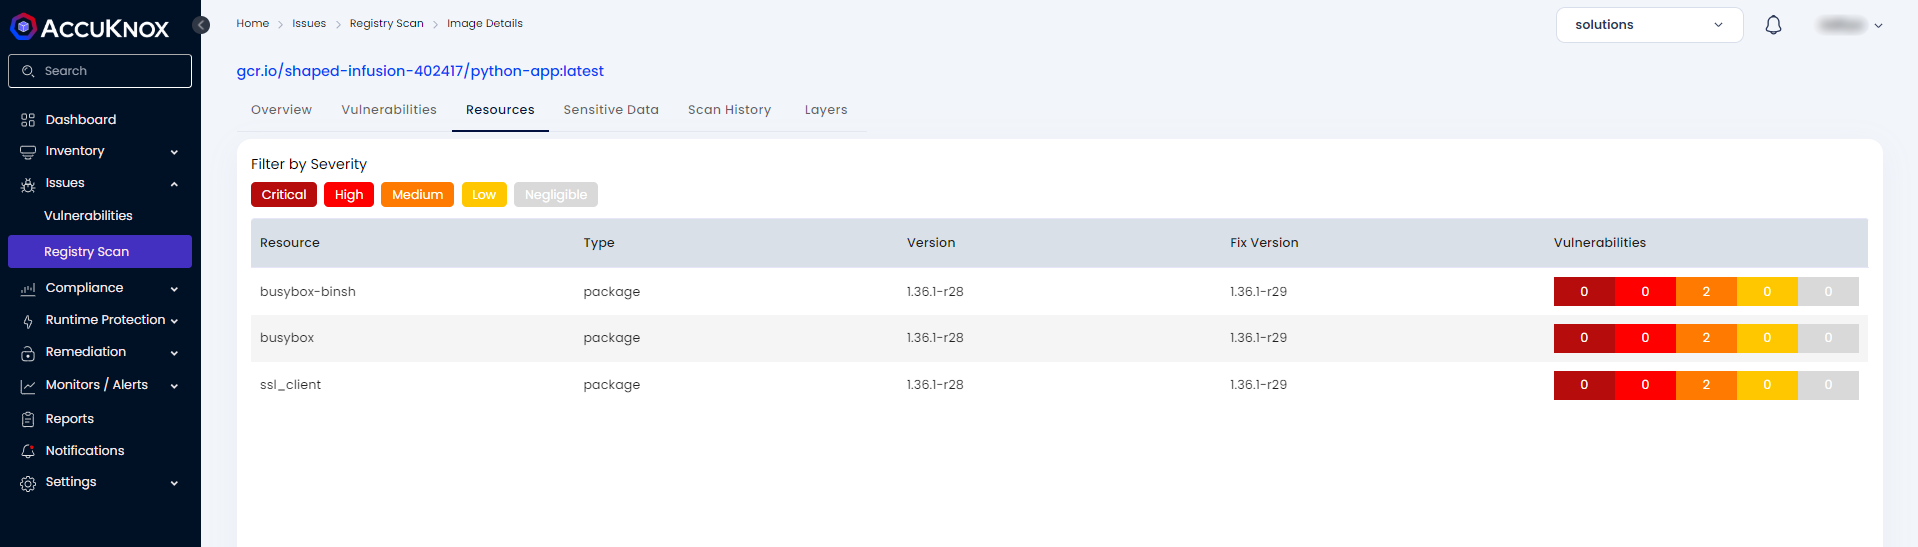 ACCUKNOX
Search
Dashboard
Inventory
Issues
Vulnerabilities
Registry Scan
Compliance
Runtime Protection
Remediation
Monitors / Alerts
Reports
Notifications
Settings
Home > Issues > Registry Scan > Image Details
solutions
gcr.io/shaped-infusion-402417/python-app:latest
Overview Vulnerabilities Resources Sensitive Data Scan History Layers
Filter by Severity
Critical High Medium Low Negligible
Resource Type Version Fix Version Vulnerabilities
busybox-binsh package 1.36.1-r28 1.36.1-r29 0 0 2 0 0
busybox package 1.36.1-r28 1.36.1-r29 0 0 2 0 0
ssl_client package 1.36.1-r28 1.36.1-r29 0 0 2 0 0